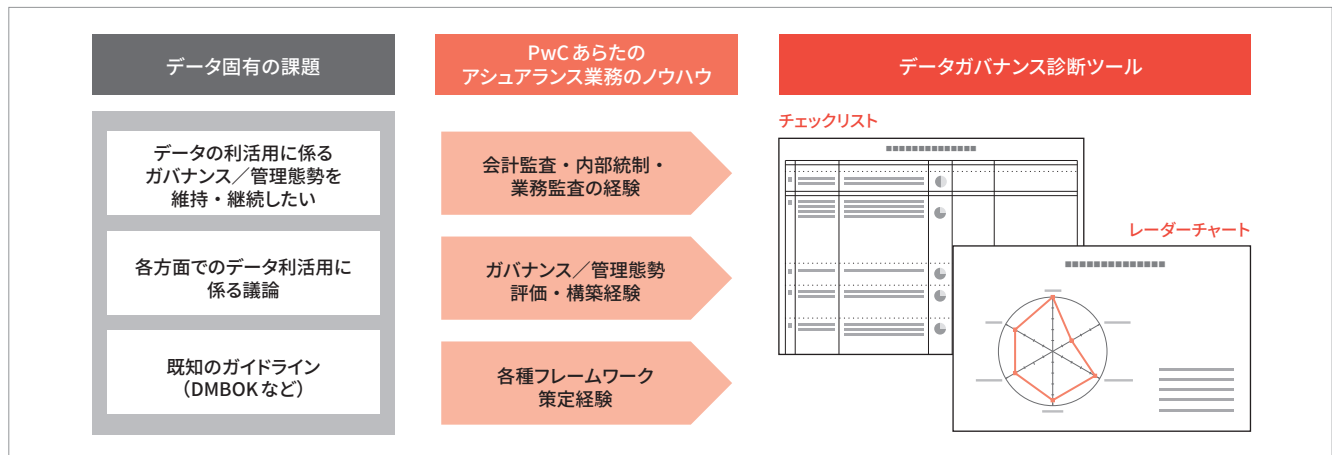 データ固有の課題
データの利活用に係る
ガバナンス／管理態勢を
維持・継続したい
各方面でのデータ利活用に
係る議論
既知のガイドライン
（DMBOKなど）
PwCあらたの
アシュアランス業務のノウハウ
会計監査・内部統制・
業務監査の経験
ガバナンス／管理態勢
評価・構築経験
各種フレームワーク
策定経験
データガバナンス診断ツール
チェックリスト
レーダーチャート